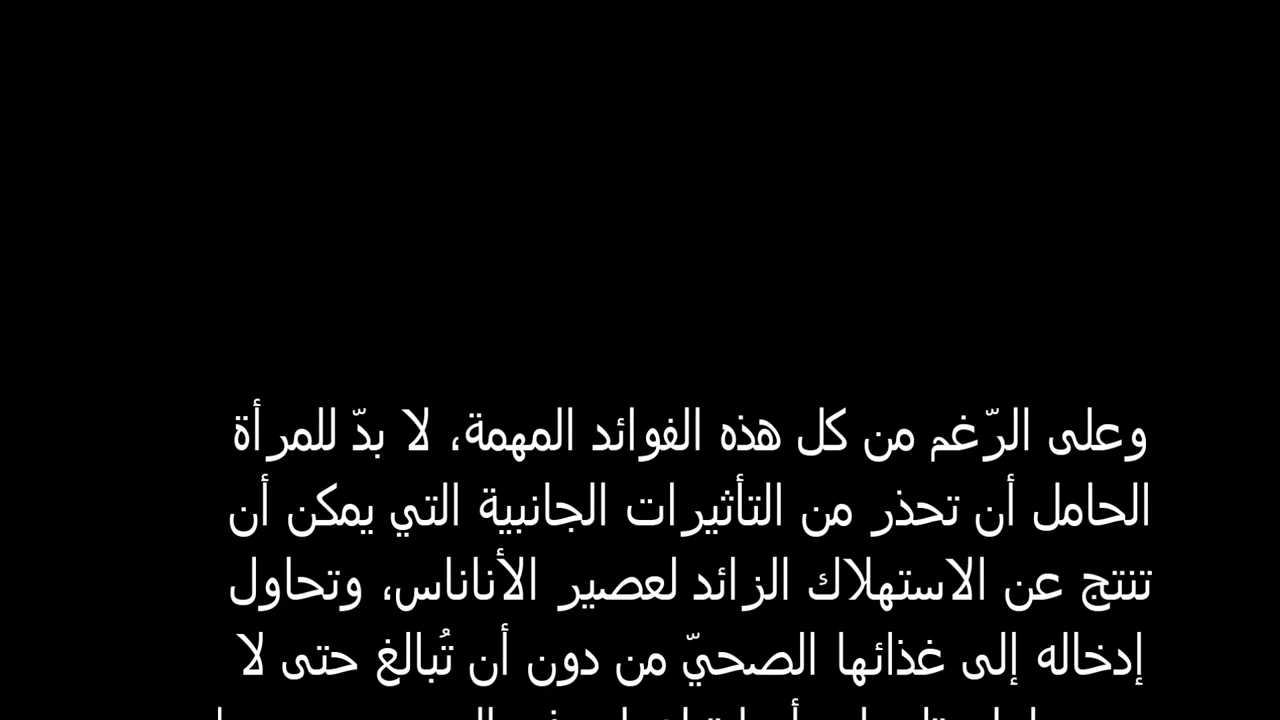 وعلى الرّغم من كل هذه الفوائد المهمة، لا بدّ للمرأة
الحامل أن تحذر من التأثيرات الجانبية التي يمكن أن
تنتج عن الاستهلاك الزائد لعصير الأناناس، وتحاول
إدخاله إلى غذائها الصحيّ من دون أن تُبالغ حتى لا